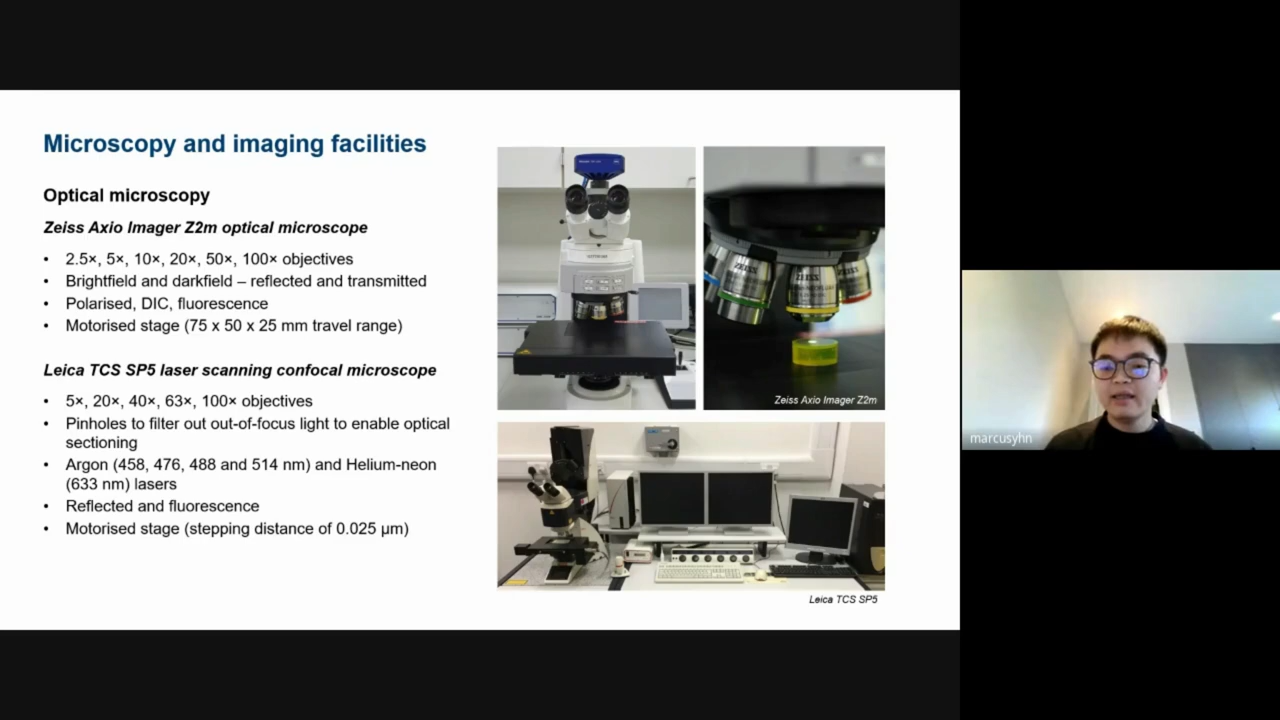 Microscopy and imaging facilities
Optical microscopy
Zeiss Axio Imager Z2m optical microscope
• 2.5×, 5×, 10×, 20×, 50×, 100× objectives
• Brightfield and darkfield – reflected and transmitted
• Polarised, DIC, fluorescence
• Motorised stage (75 x 50 x 25 mm travel range)
Leica TCS SP5 laser scanning confocal microscope
• 5×, 20×, 40×, 63×, 100× objectives
• Pinholes to filter out out-of-focus light to enable optical
sectioning
• Argon (458, 476, 488 and 514 nm) and Helium-neon
(633 nm) lasers
• Reflected and fluorescence
• Motorised stage (stepping distance of 0.025 µm)
ZEISS
ZEISS
Zeiss Axio Imager Z2m
Leica TCS SP5
marcusyhn